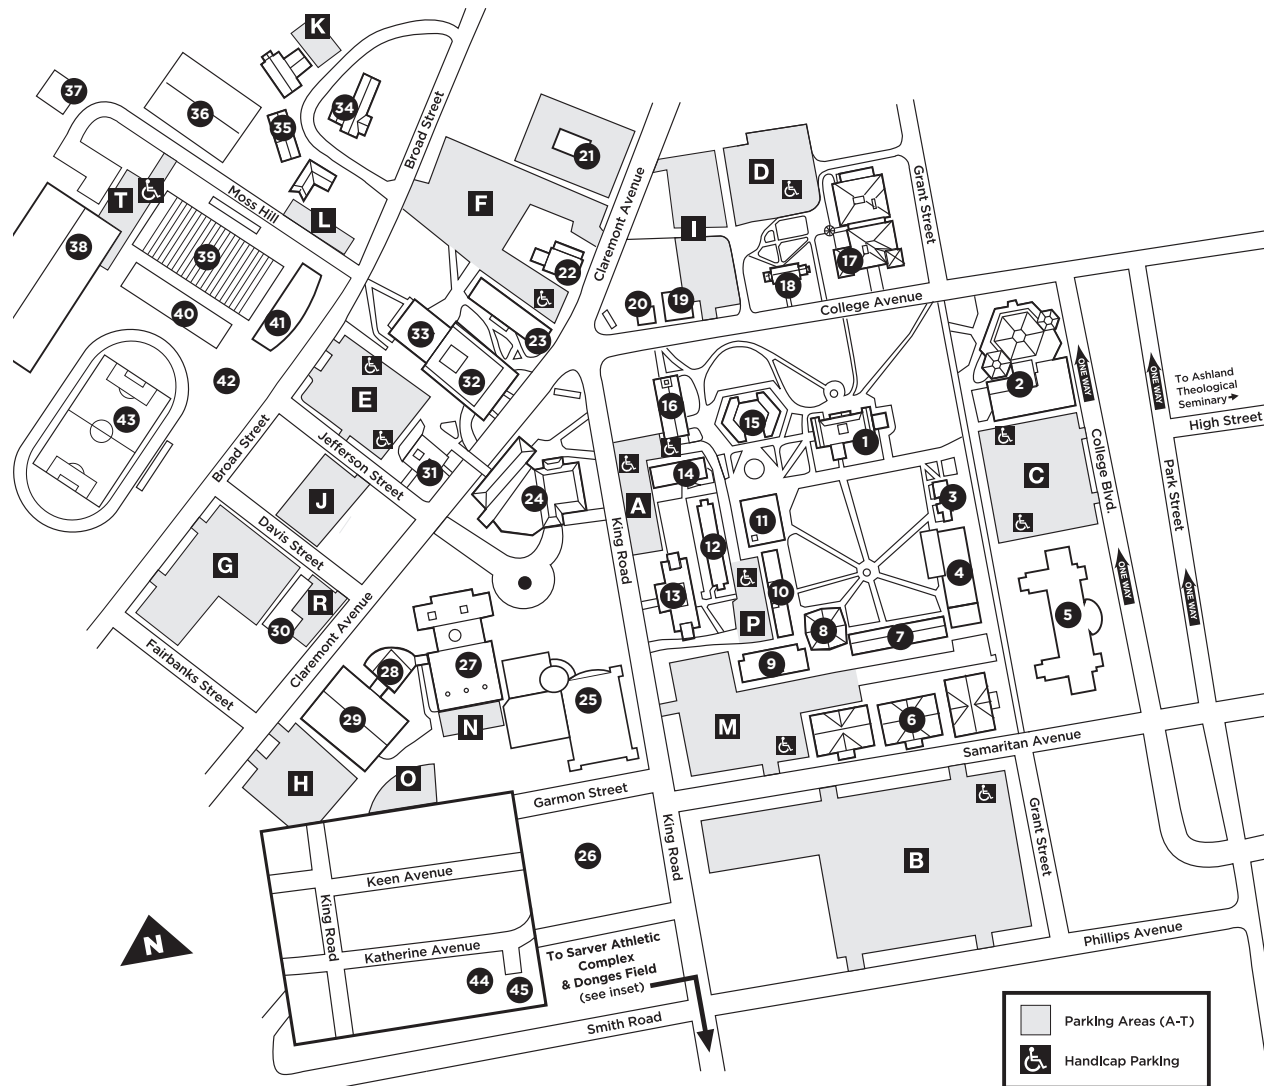 K
37
36
34
35
Broad Street
21
T
Moss Hill
L
F
D
Grant Street
I
Claremont Avenue
38
39
22
17
18
20
19
College Avenue
40
41
33
23
32
42
E
43
Broad Street
Jefferson Street
31
16
15
1
2
ONE WAY
ONE WAY
To Ashland
Theological
Seminary
High Street
College Blvd.
Park Street
J
24
A
14
3
C
King Road
11
12
Davis Street
G
R
30
13
10
4
ONE WAY
ONE WAY
5
P
8
7
9
Fairbanks Street
Claremont Avenue
28
27
29
25
N
M
6
Samaritan Avenue
H
O
Garmon Street
King Road
Grant Street
B
26
Keen Avenue
King Road
Katherine Avenue
N
44
45
To Sarver Athletic
Complex
& Donges Field
(see inset)
Smith Road
Phillips Avenue
Parking Areas (A-T)
Handicap Parking